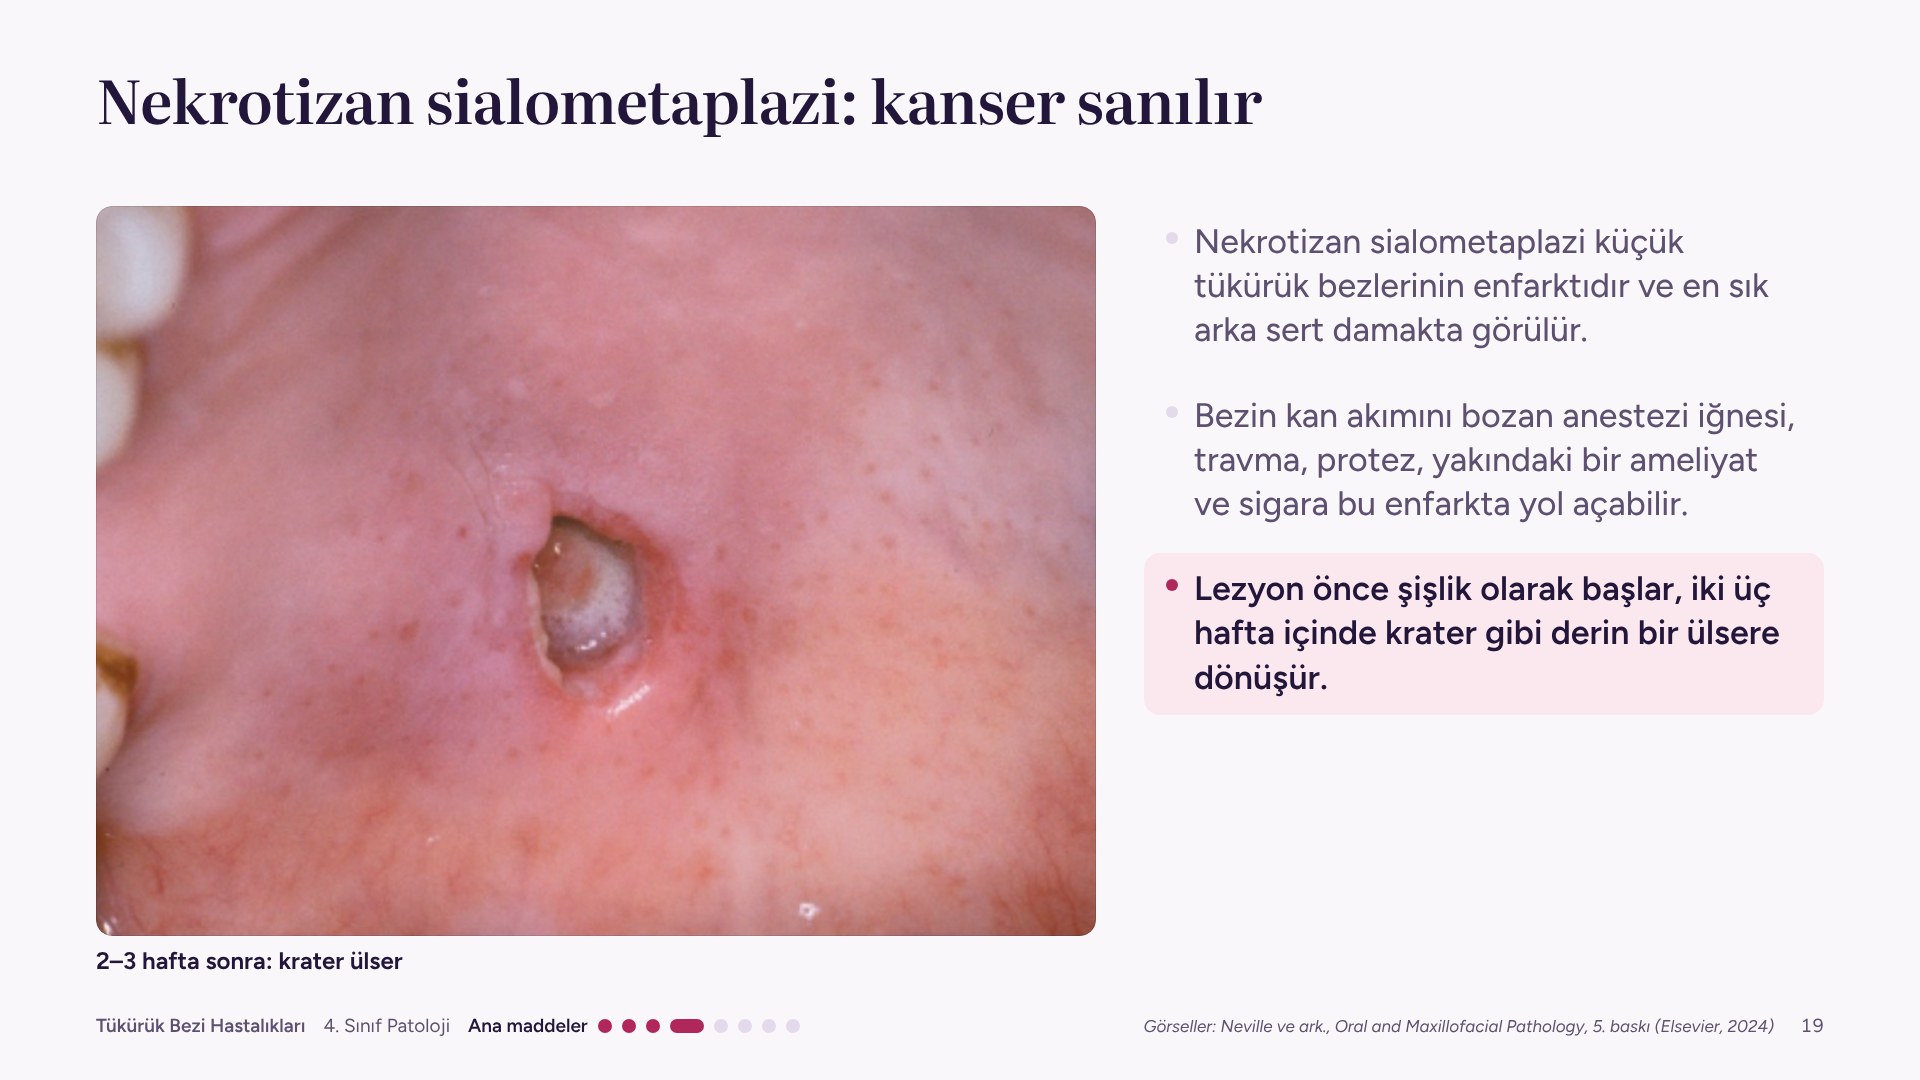 Nekrotizan sialometaplazi: kanser sanılır
Nekrotizan sialometaplazi küçük
tükürük bezlerinin enfarktıdır ve en sık
arka sert damakta görülür.
Bezin kan akımını bozan anestezi iğnesi,
travma, protez, yakındaki bir ameliyat
ve sigara bu enfarkta yol açabilir.
Lezyon önce şişlik olarak başlar, iki üç
hafta içinde krater gibi derin bir ülsere
dönüşür.
2–3 hafta sonra: krater ülser
Tükürük Bezi Hastalıkları 4. Sınıf Patoloji Ana maddeler
Görseller: Neville ve ark., Oral and Maxillofacial Pathology, 5. baskı (Elsevier, 2024) 19